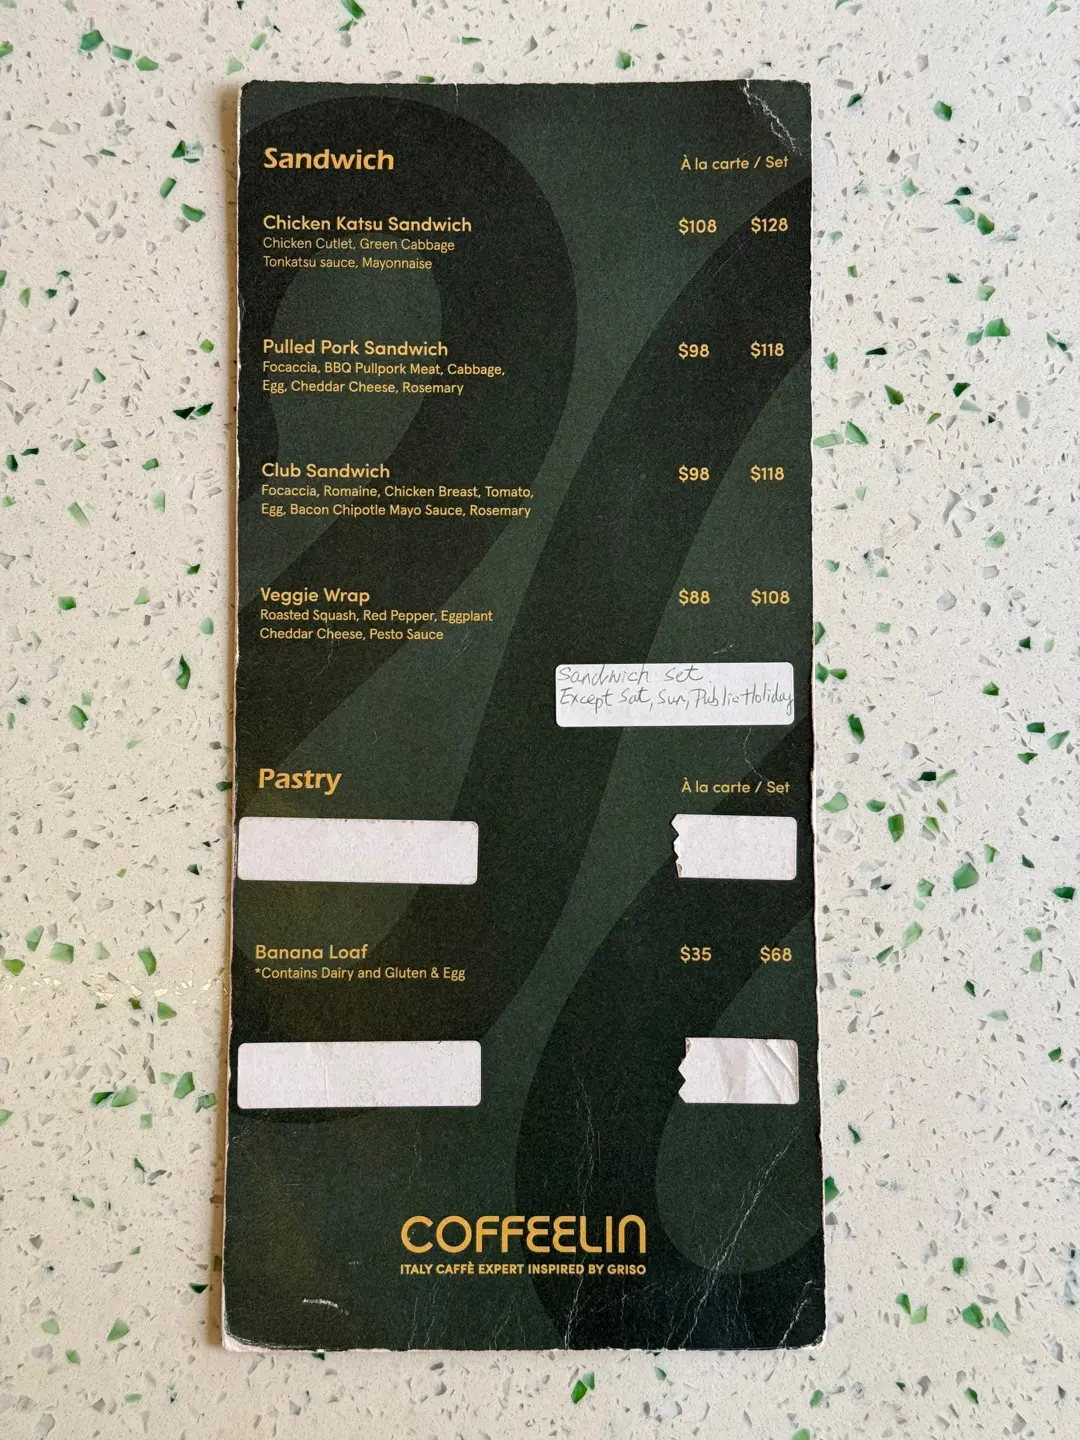 Sandwich
À la carte / Set
Chicken Katsu Sandwich $108 $128
Chicken Cutlet, Green Cabbage
Tonkatsu sauce, Mayonnaise
Pulled Pork Sandwich $98 $118
Focaccia, BBQ Pullpork Meat, Cabbage,
Egg, Cheddar Cheese, Rosemary
Club Sandwich $98 $118
Focaccia, Romaine, Chicken Breast, Tomato,
Egg, Bacon Chipotle Mayo Sauce, Rosemary
Veggie Wrap $88 $108
Roasted Squash, Red Pepper, Eggplant
Cheddar Cheese, Pesto Sauce
Sandwich set
Except Sat, Sun, Public Holiday
Pastry
À la carte / Set
Banana Loaf $35 $68
*Contains Dairy and Gluten & Egg
COFFEELIN
ITALY CAFFÈ EXPERT INSPIRED BY GRISO